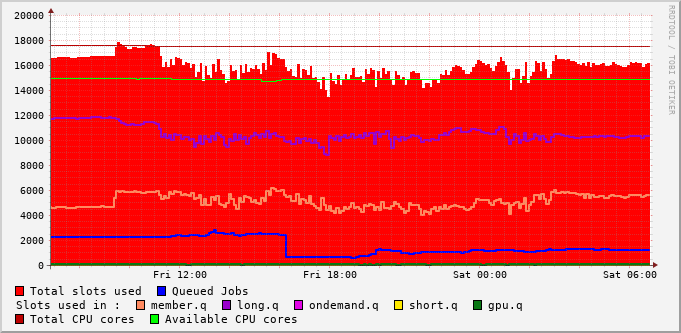 20000
18000
16000
14000
12000
10000
8000
6000
4000
2000
0
Fri 12:00 Fri 18:00 Sat 00:00 Sat 06:00
RRDTOOL / TOBI OETIKER
Total slots used Queued Jobs
Slots used in : member.q long.q ondemand.q short.q gpu.q
Total CPU cores Available CPU cores